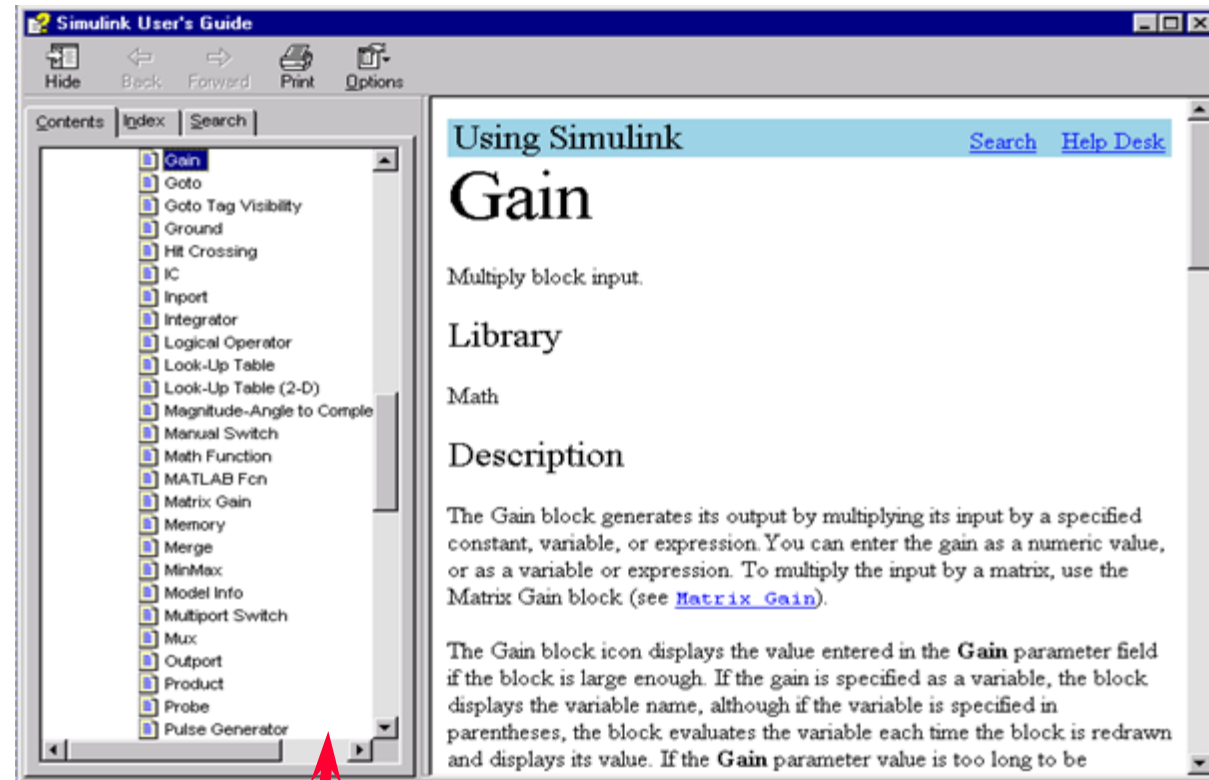 Simulink User's Guide
Hide Back Forward Print Options
Contents Index Search
Gain
Goto
Goto Tag Visibility
Ground
Hit Crossing
IC
Inport
Integrator
Logical Operator
Look-Up Table
Look-Up Table (2-D)
Magnitude-Angle to Comple
Manual Switch
Math Function
MATLAB Fcn
Matrix Gain
Memory
Merge
MinMax
Model Info
Multiport Switch
Mux
Outport
Product
Probe
Pulse Generator
Using Simulink Search Help Desk
Gain
Multiply block input.
Library
Math
Description
The Gain block generates its output by multiplying its input by a specified
constant, variable, or expression. You can enter the gain as a numeric value,
or as a variable or expression. To multiply the input by a matrix, use the
Matrix Gain block (see Matrix Gain).
The Gain block icon displays the value entered in the Gain parameter field
if the block is large enough. If the gain is specified as a variable, the block
displays the variable name, although if the variable is specified in
parentheses, the block evaluates the variable each time the block is redrawn
and displays its value. If the Gain parameter value is too long to be